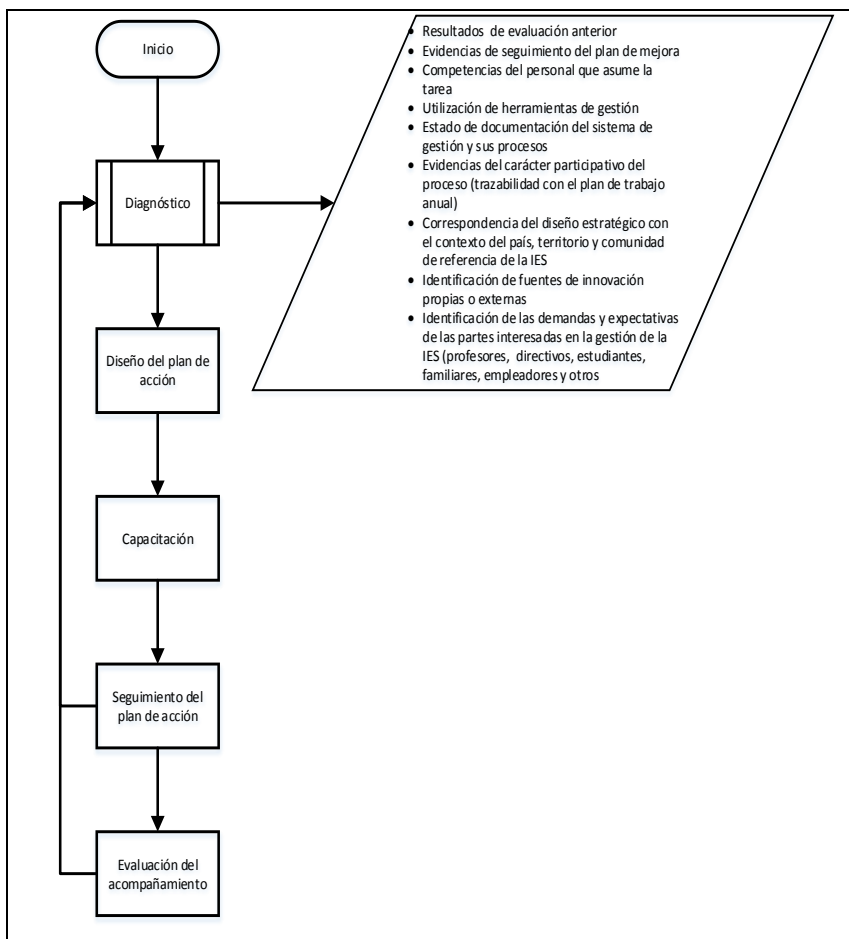 Inicio
• Resultados de evaluación anterior
• Evidencias de seguimiento del plan de mejora
• Competencias del personal que asume la
tarea
• Utilización de herramientas de gestión
• Estado de documentación del sistema de
gestión y sus procesos
• Evidencias del carácter participativo del
proceso (trazabilidad con el plan de trabajo
anual)
• Correspondencia del diseño estratégico con
el contexto del país, territorio y comunidad
de referencia de la IES
• Identificación de fuentes de innovación
propias o externas
• Identificación de las demandas y expectativas
de las partes interesadas en la gestión de la
IES (profesores, directivos, estudiantes,
familiares, empleadores y otros
Diagnóstico
Diseño del plan de
acción
Capacitación
Seguimiento del
plan de acción
Evaluación del
acompañamiento